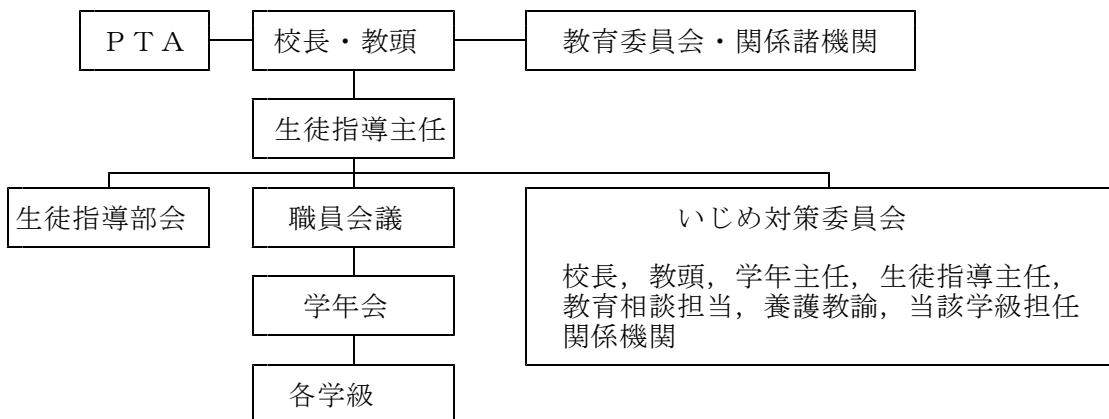 ＰＴＡ
校長・教頭
教育委員会・関係諸機関
生徒指導主任
生徒指導部会
職員会議
いじめ対策委員会
校長，教頭，学年主任，生徒指導主任，
教育相談担当，養護教諭，当該学級担任
関係機関
学年会
各学級